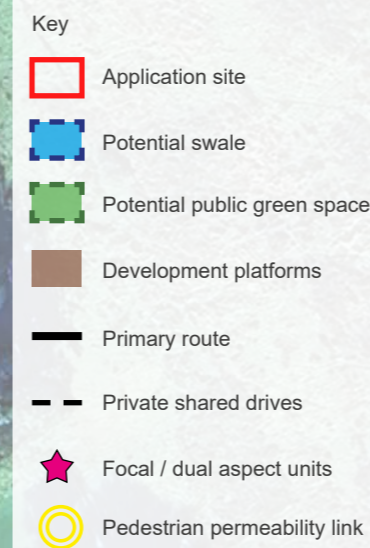 Key
Application site
Potential swale
Potential public green space
Development platforms
Primary route
Private shared drives
Focal / dual aspect units
Pedestrian permeability link